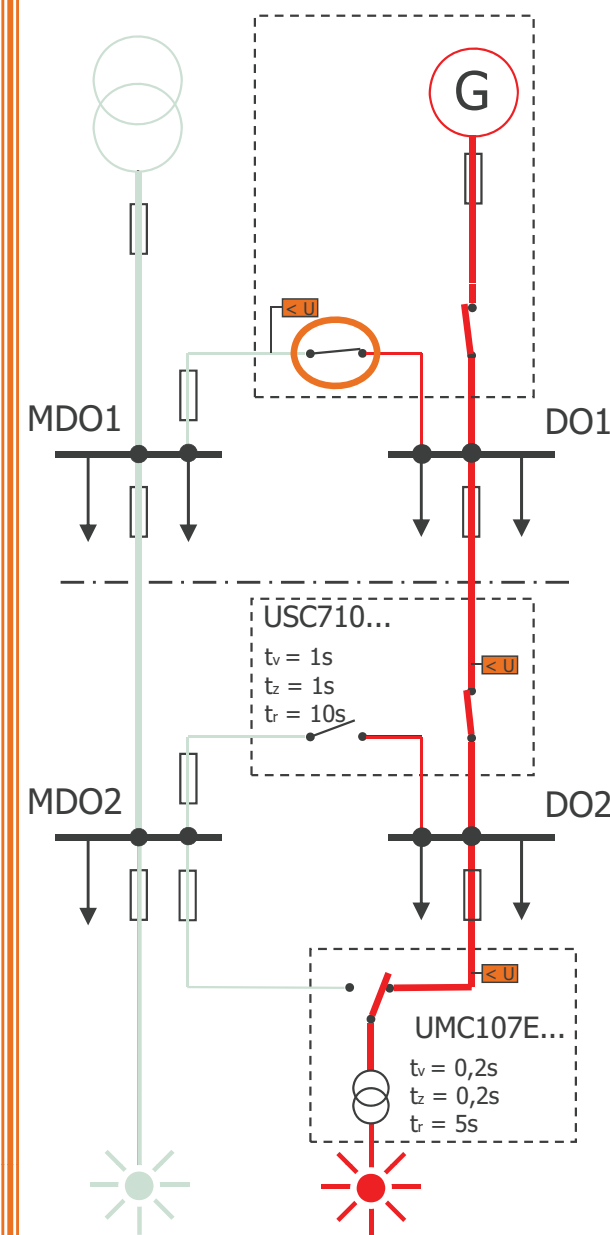 G
< U
MDO1
DO1
USC710...
tv = 1s
tz = 1s
tr = 10s
< U
MDO2
DO2
< U
UMC107E...
tv = 0,2s
tz = 0,2s
tr = 5s